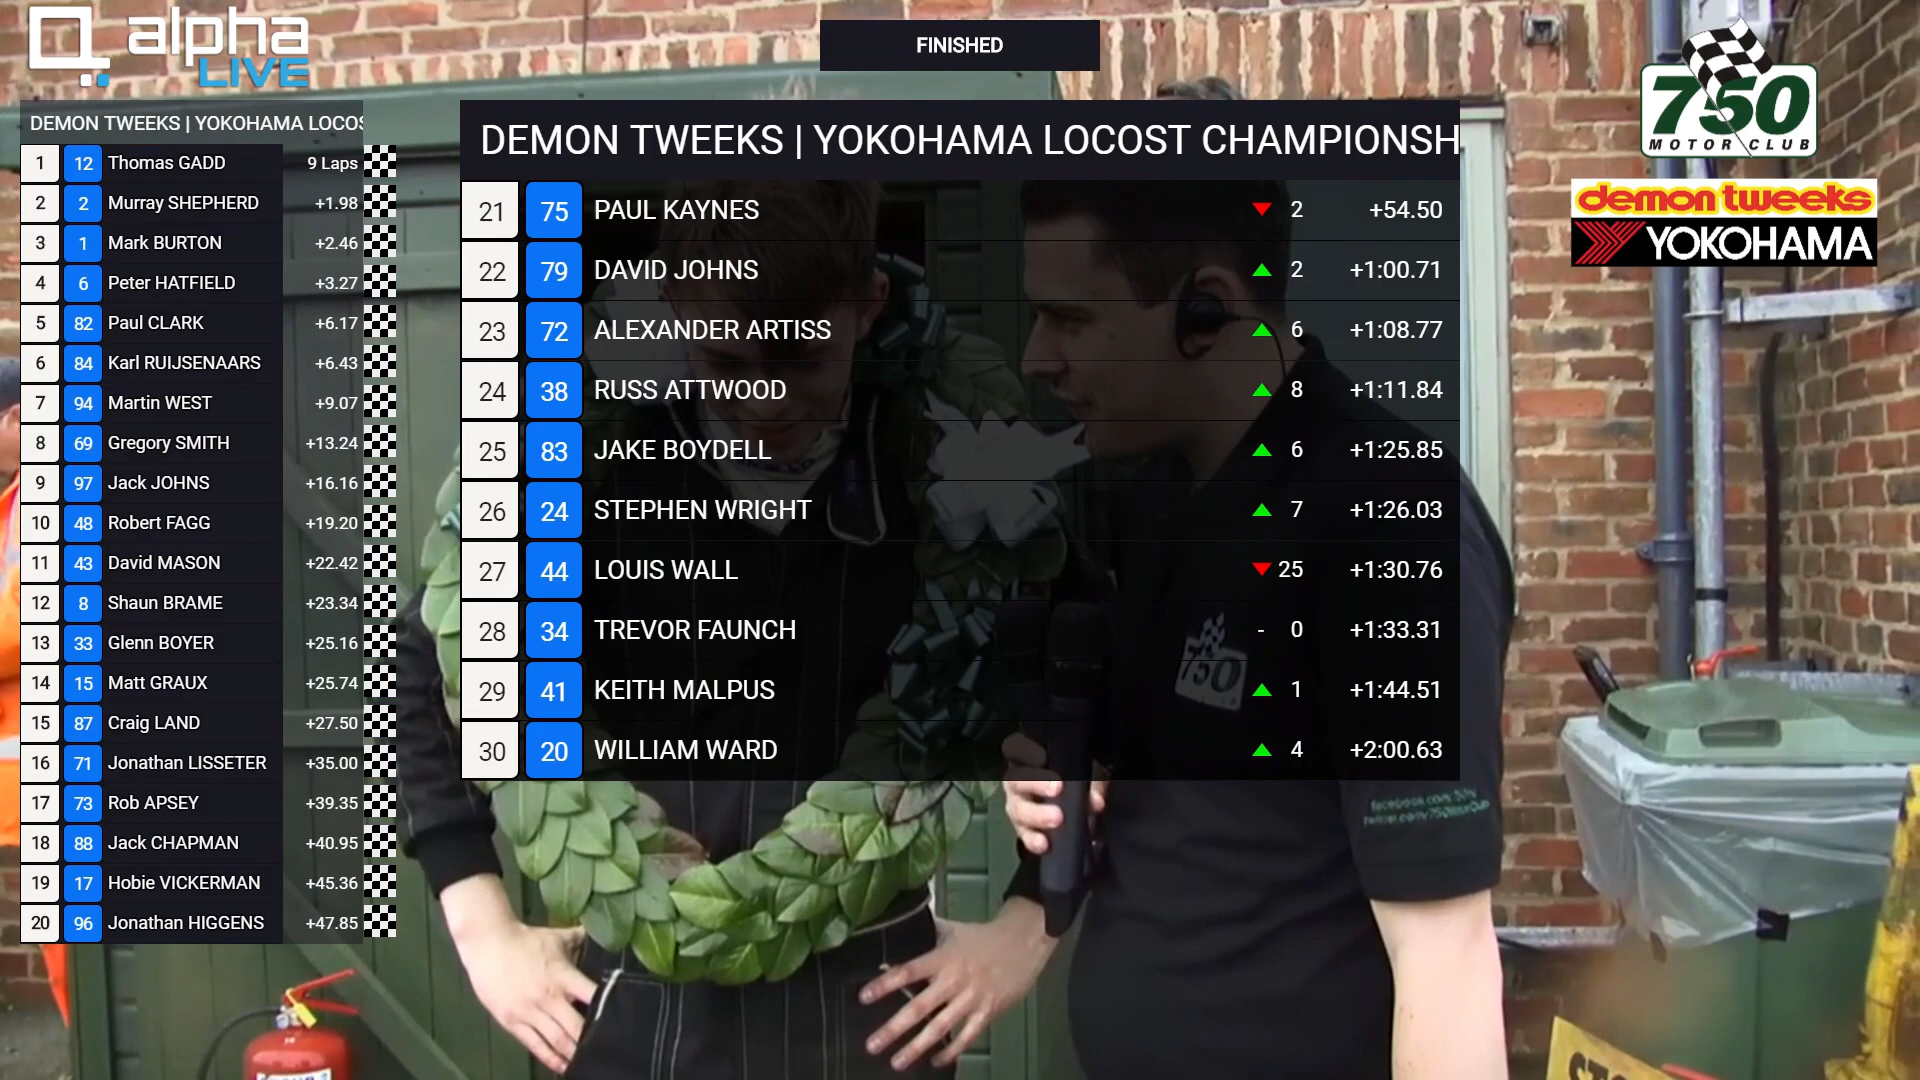 alpha
LIVE
FINISHED
750
MOTOR CLUB
demon tweeks
YOKOHAMA
DEMON TWEEKS | YOKOHAMA LOCOS
1 12 Thomas GADD 9 Laps
2 2 Murray SHEPHERD +1.98
3 1 Mark BURTON +2.46
4 6 Peter HATFIELD +3.27
5 82 Paul CLARK +6.17
6 84 Karl RUIJSENAARS +6.43
7 94 Martin WEST +9.07
8 69 Gregory SMITH +13.24
9 97 Jack JOHNS +16.16
10 48 Robert FAGG +19.20
11 43 David MASON +22.42
12 8 Shaun BRAME +23.34
13 33 Glenn BOYER +25.16
14 15 Matt GRAUX +25.74
15 87 Craig LAND +27.50
16 71 Jonathan LISSETER +35.00
17 73 Rob APSEY +39.35
18 88 Jack CHAPMAN +40.95
19 17 Hobie VICKERMAN +45.36
20 96 Jonathan HIGGENS +47.85
DEMON TWEEKS | YOKOHAMA LOCOST CHAMPIONSH
21 75 PAUL KAYNES 2 +54.50
22 79 DAVID JOHNS 2 +1:00.71
23 72 ALEXANDER ARTISS 6 +1:08.77
24 38 RUSS ATTWOOD 8 +1:11.84
25 83 JAKE BOYDELL 6 +1:25.85
26 24 STEPHEN WRIGHT 7 +1:26.03
27 44 LOUIS WALL 25 +1:30.76
28 34 TREVOR FAUNCH - 0 +1:33.31
29 41 KEITH MALPUS 1 +1:44.51
30 20 WILLIAM WARD 4 +2:00.63
750